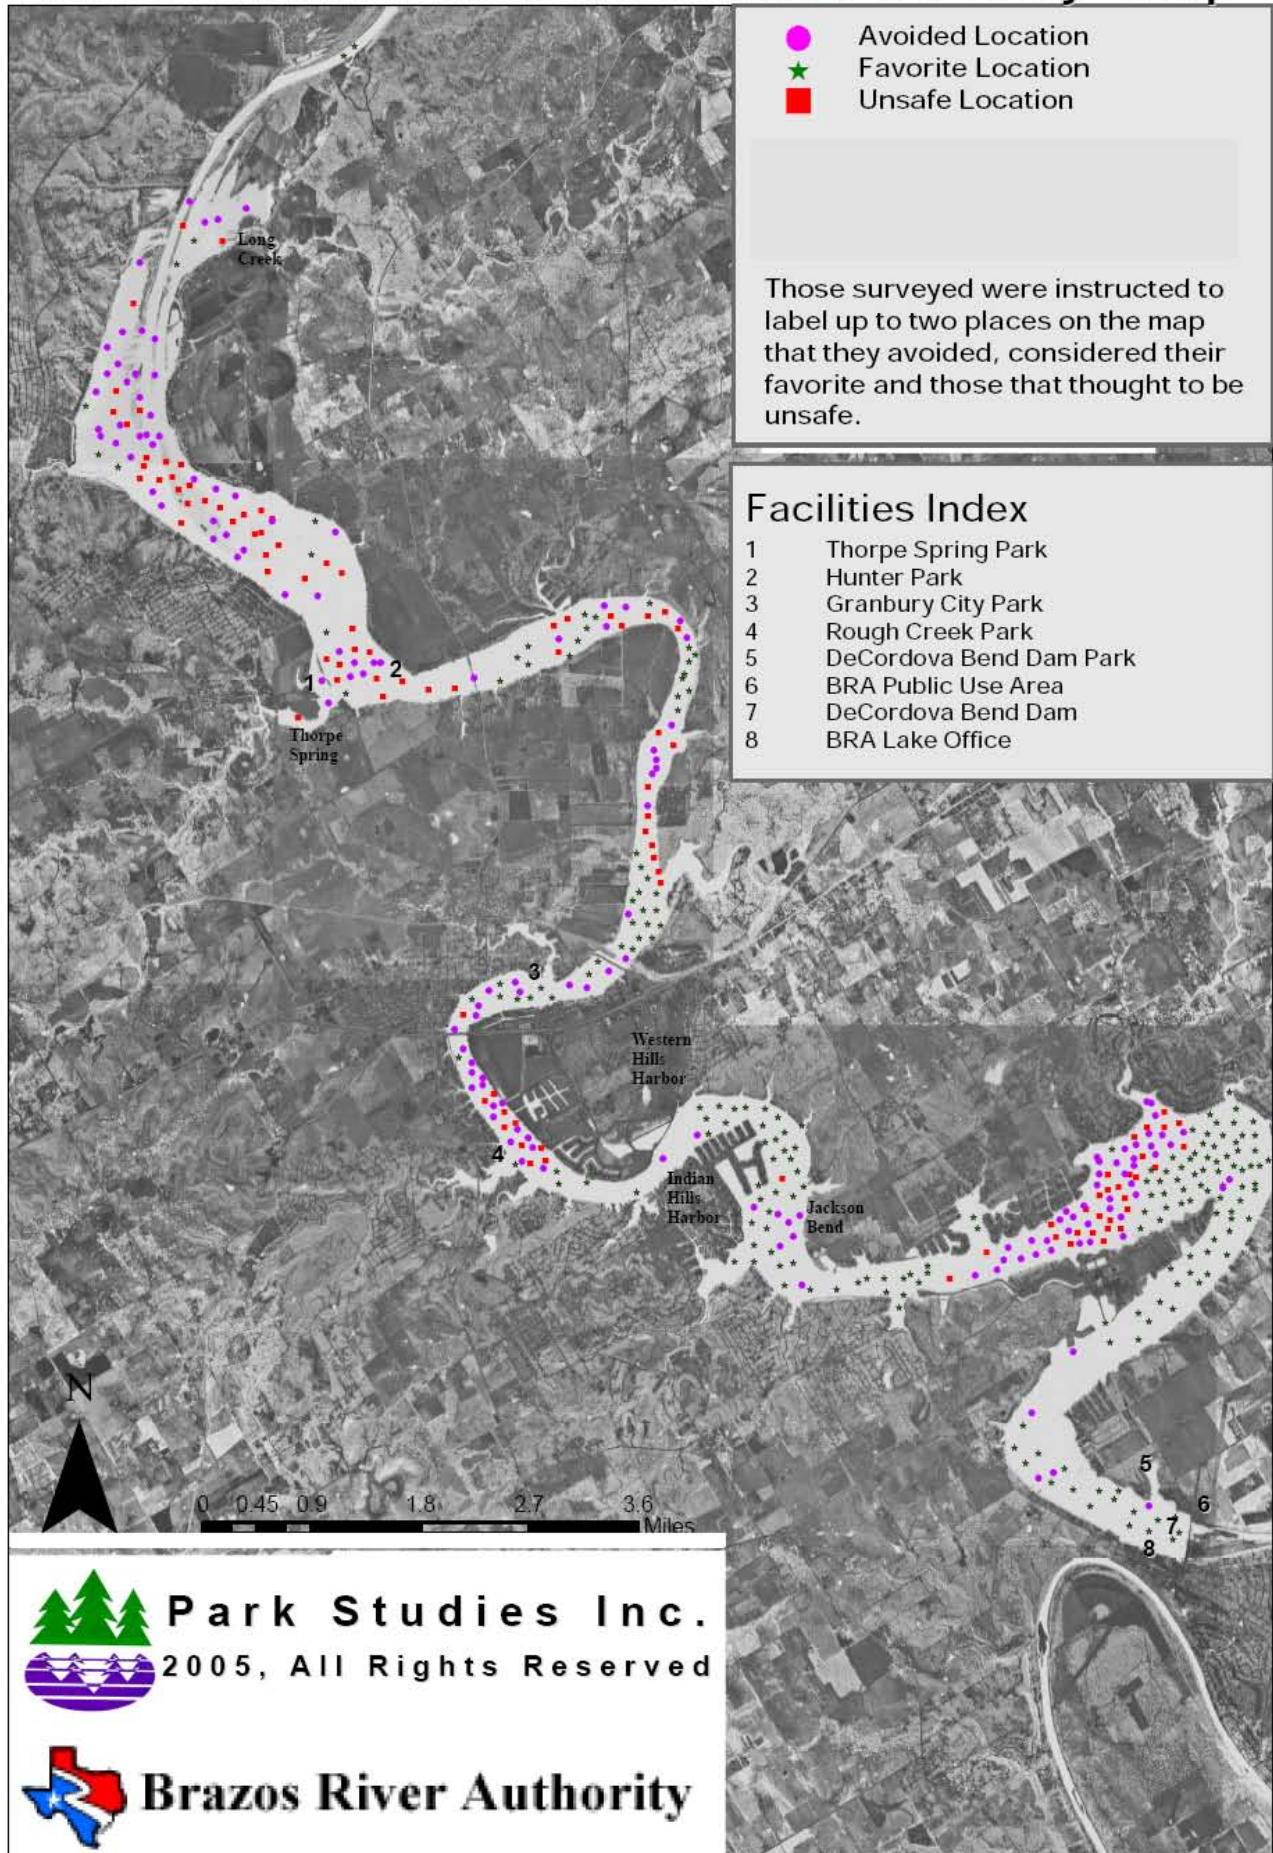 Avoided Location
Favorite Location
Unsafe Location
Those surveyed were instructed to
label up to two places on the map
that they avoided, considered their
favorite and those that thought to be
unsafe.
Facilities Index
1 Thorpe Spring Park
2 Hunter Park
3 Granbury City Park
4 Rough Creek Park
5 DeCordova Bend Dam Park
6 BRA Public Use Area
7 DeCordova Bend Dam
8 BRA Lake Office
Long
Creek
2
1
Thorpe
Spring
3
Western
Hills
Harbor
4
Indian
Hills
Harbor
Jackson
Bend
5
6
7
8
N
0 0.45 0.9 1.8 2.7 3.6
Miles
Park Studies Inc.
2005, All Rights Reserved
Brazos River Authority